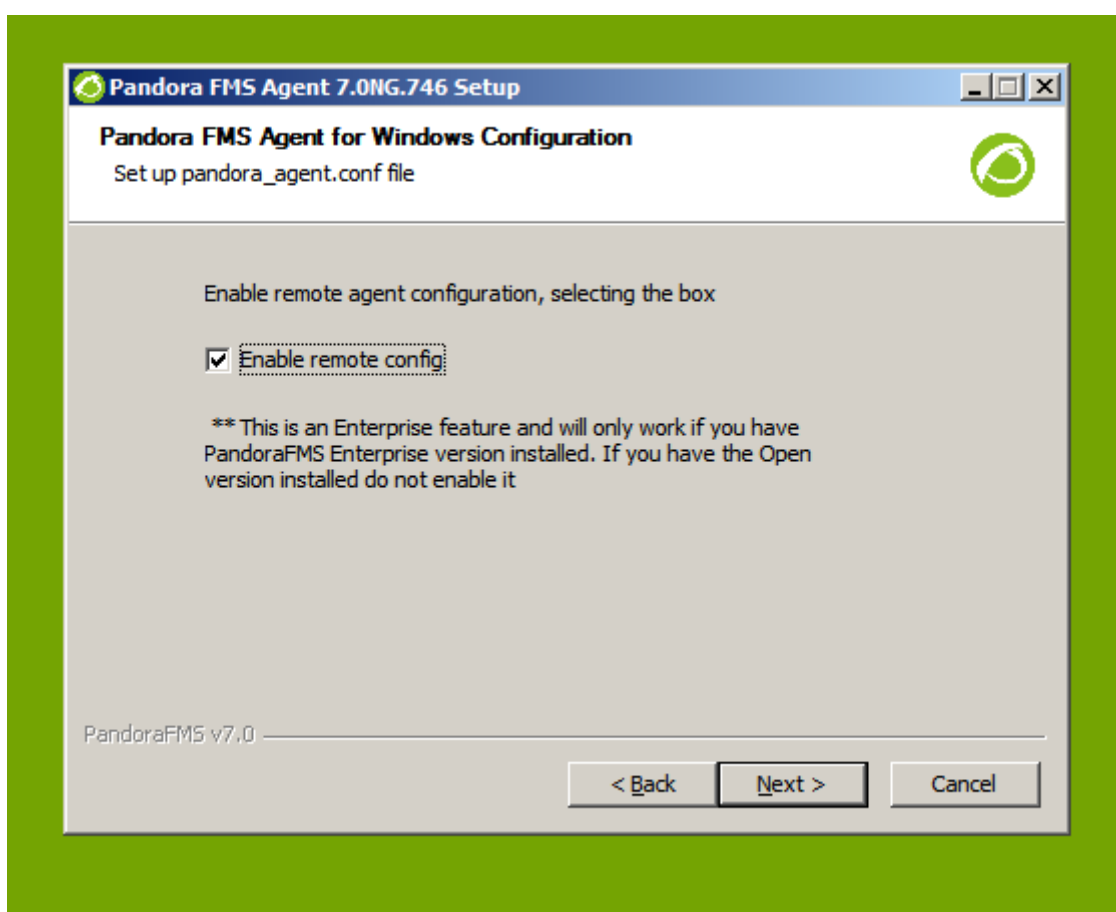 Pandora FMS Agent 7.0NG.746 Setup
Pandora FMS Agent for Windows Configuration
Set up pandora_agent.conf file
Enable remote agent configuration, selecting the box
Enable remote config
** This is an Enterprise feature and will only work if you have
PandoraFMS Enterprise version installed. If you have the Open
version installed do not enable it
PandoraFMS v7.0
< Back Next > Cancel